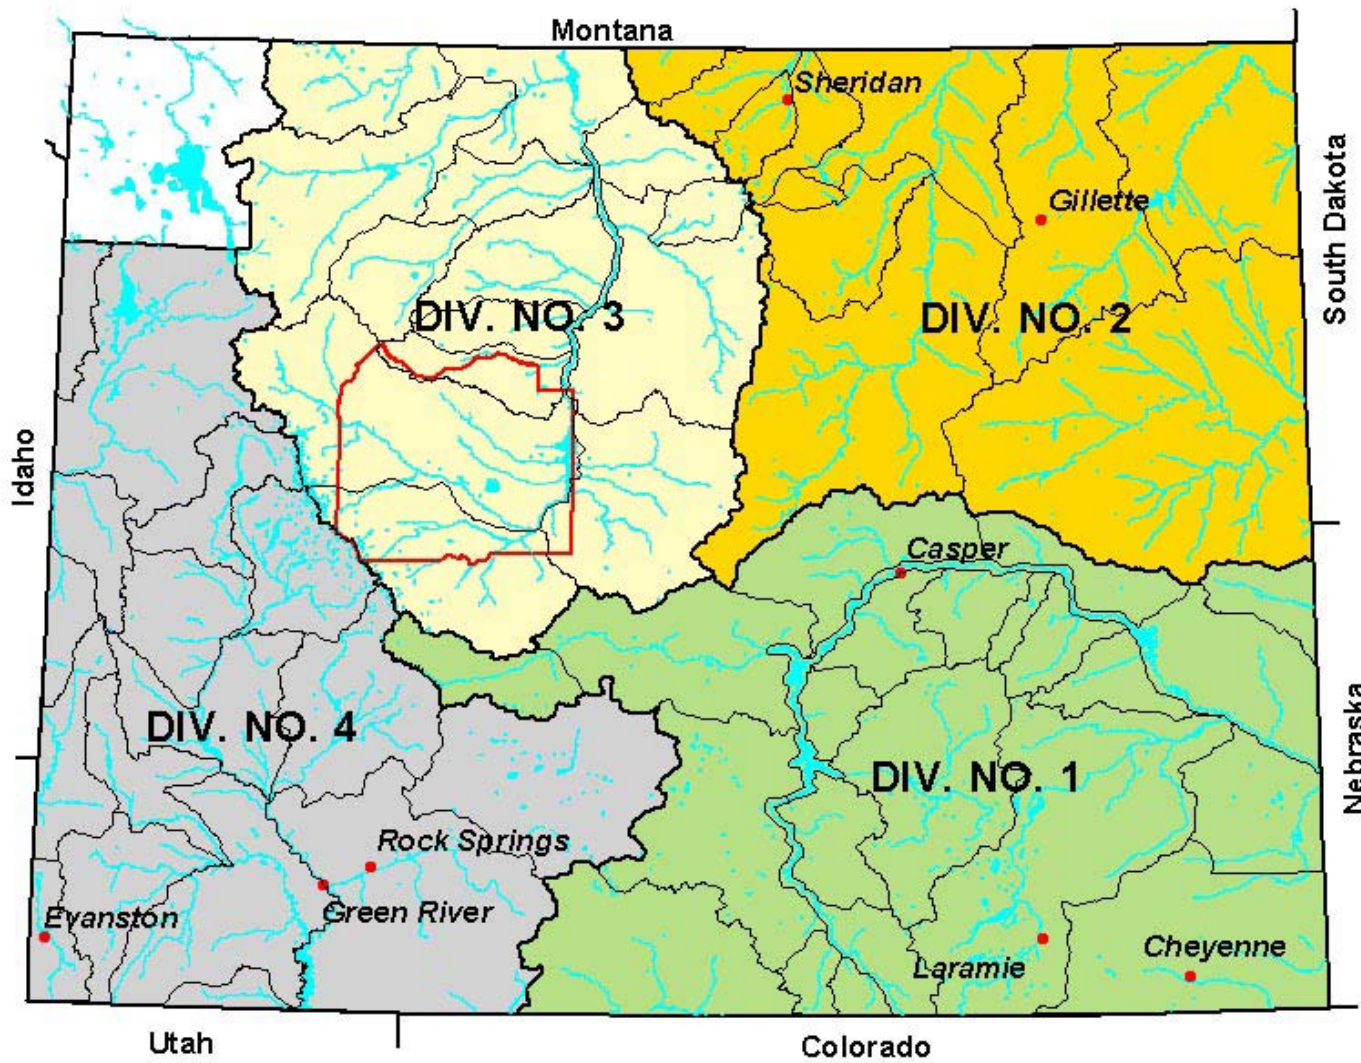 Montana
Sheridan
Gillette
South Dakota
DIV. NO. 3
DIV. NO. 2
Idaho
Casper
DIV. NO. 4
DIV. NO. 1
Nebraska
Rock Springs
Evanston
Green River
Laramie
Cheyenne
Utah
Colorado